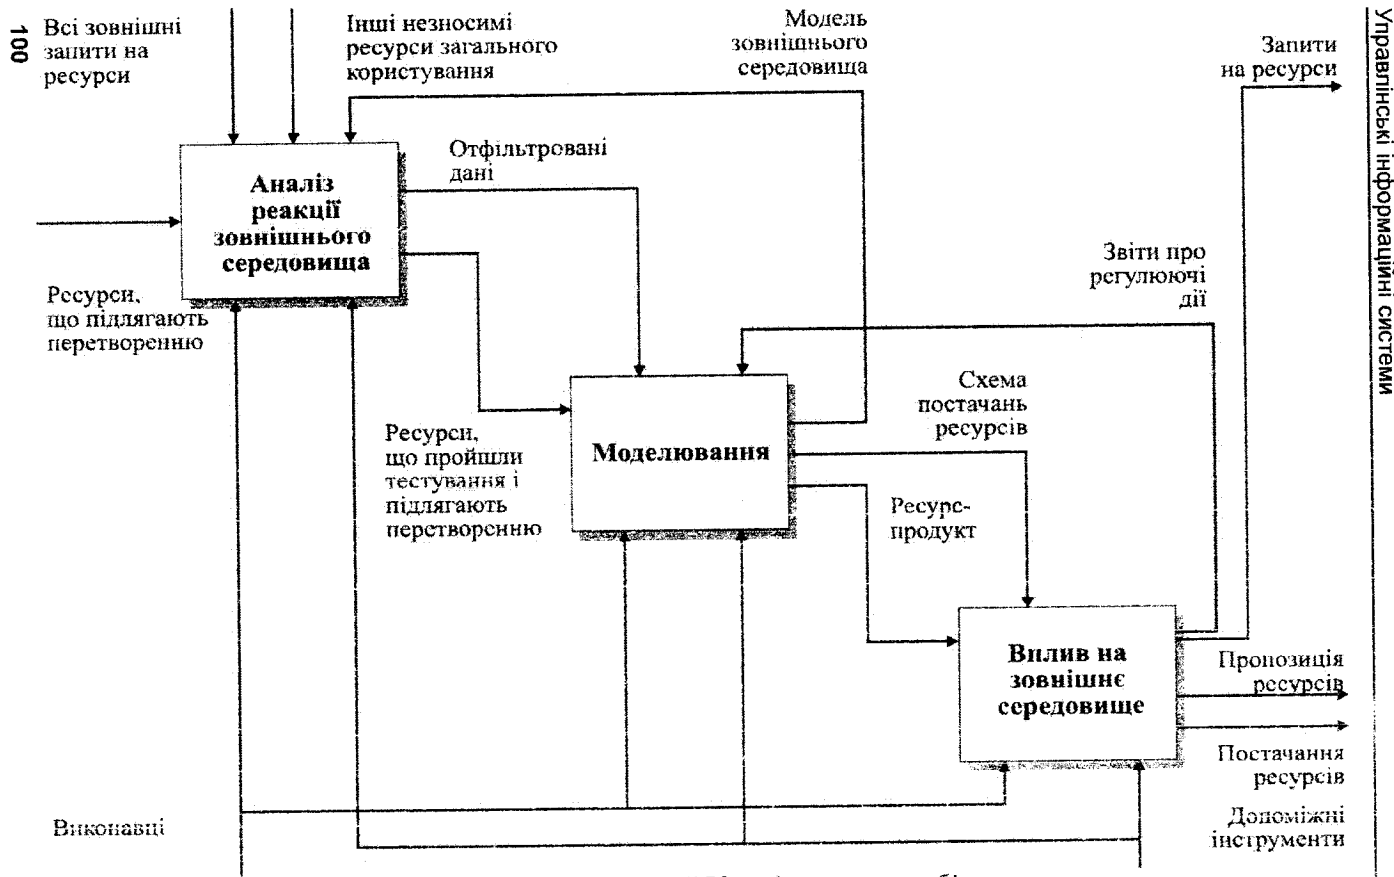 100
Управлінські інформаційні системи
Всі зовнішні
запити на
ресурси
Інші незносимі
ресурси загального
користування
Модель
зовнішнього
середовища
Запити
на ресурси
Отфільтровані
дані
Аналіз
реакції
зовнішнього
середовища
Звіти про
регулюючі
дії
Ресурси,
що підлягають
перетворенню
Схема
постачань
ресурсів
Ресурси,
що пройшли
тестування і
підлягають
перетворенню
Моделювання
Ресурс-
продукт
Вплив на
зовнішнє
середовище
Пропозиція
ресурсів
Постачання
ресурсів
Виконавці
Допоміжні
інструменти